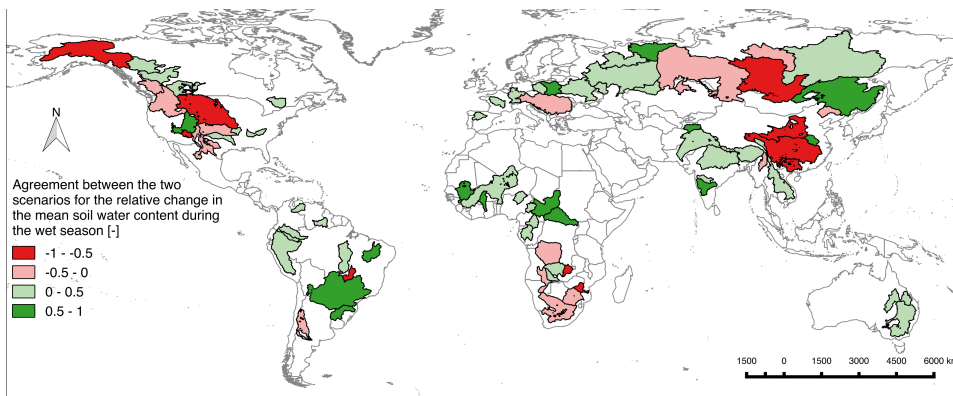 N
Agreement between the two
scenarios for the relative change in
the mean soil water content during
the wet season [-]
-1 - -0.5
-0.5 - 0
0 - 0.5
0.5 - 1
1500 0 1500 3000 4500 6000 km